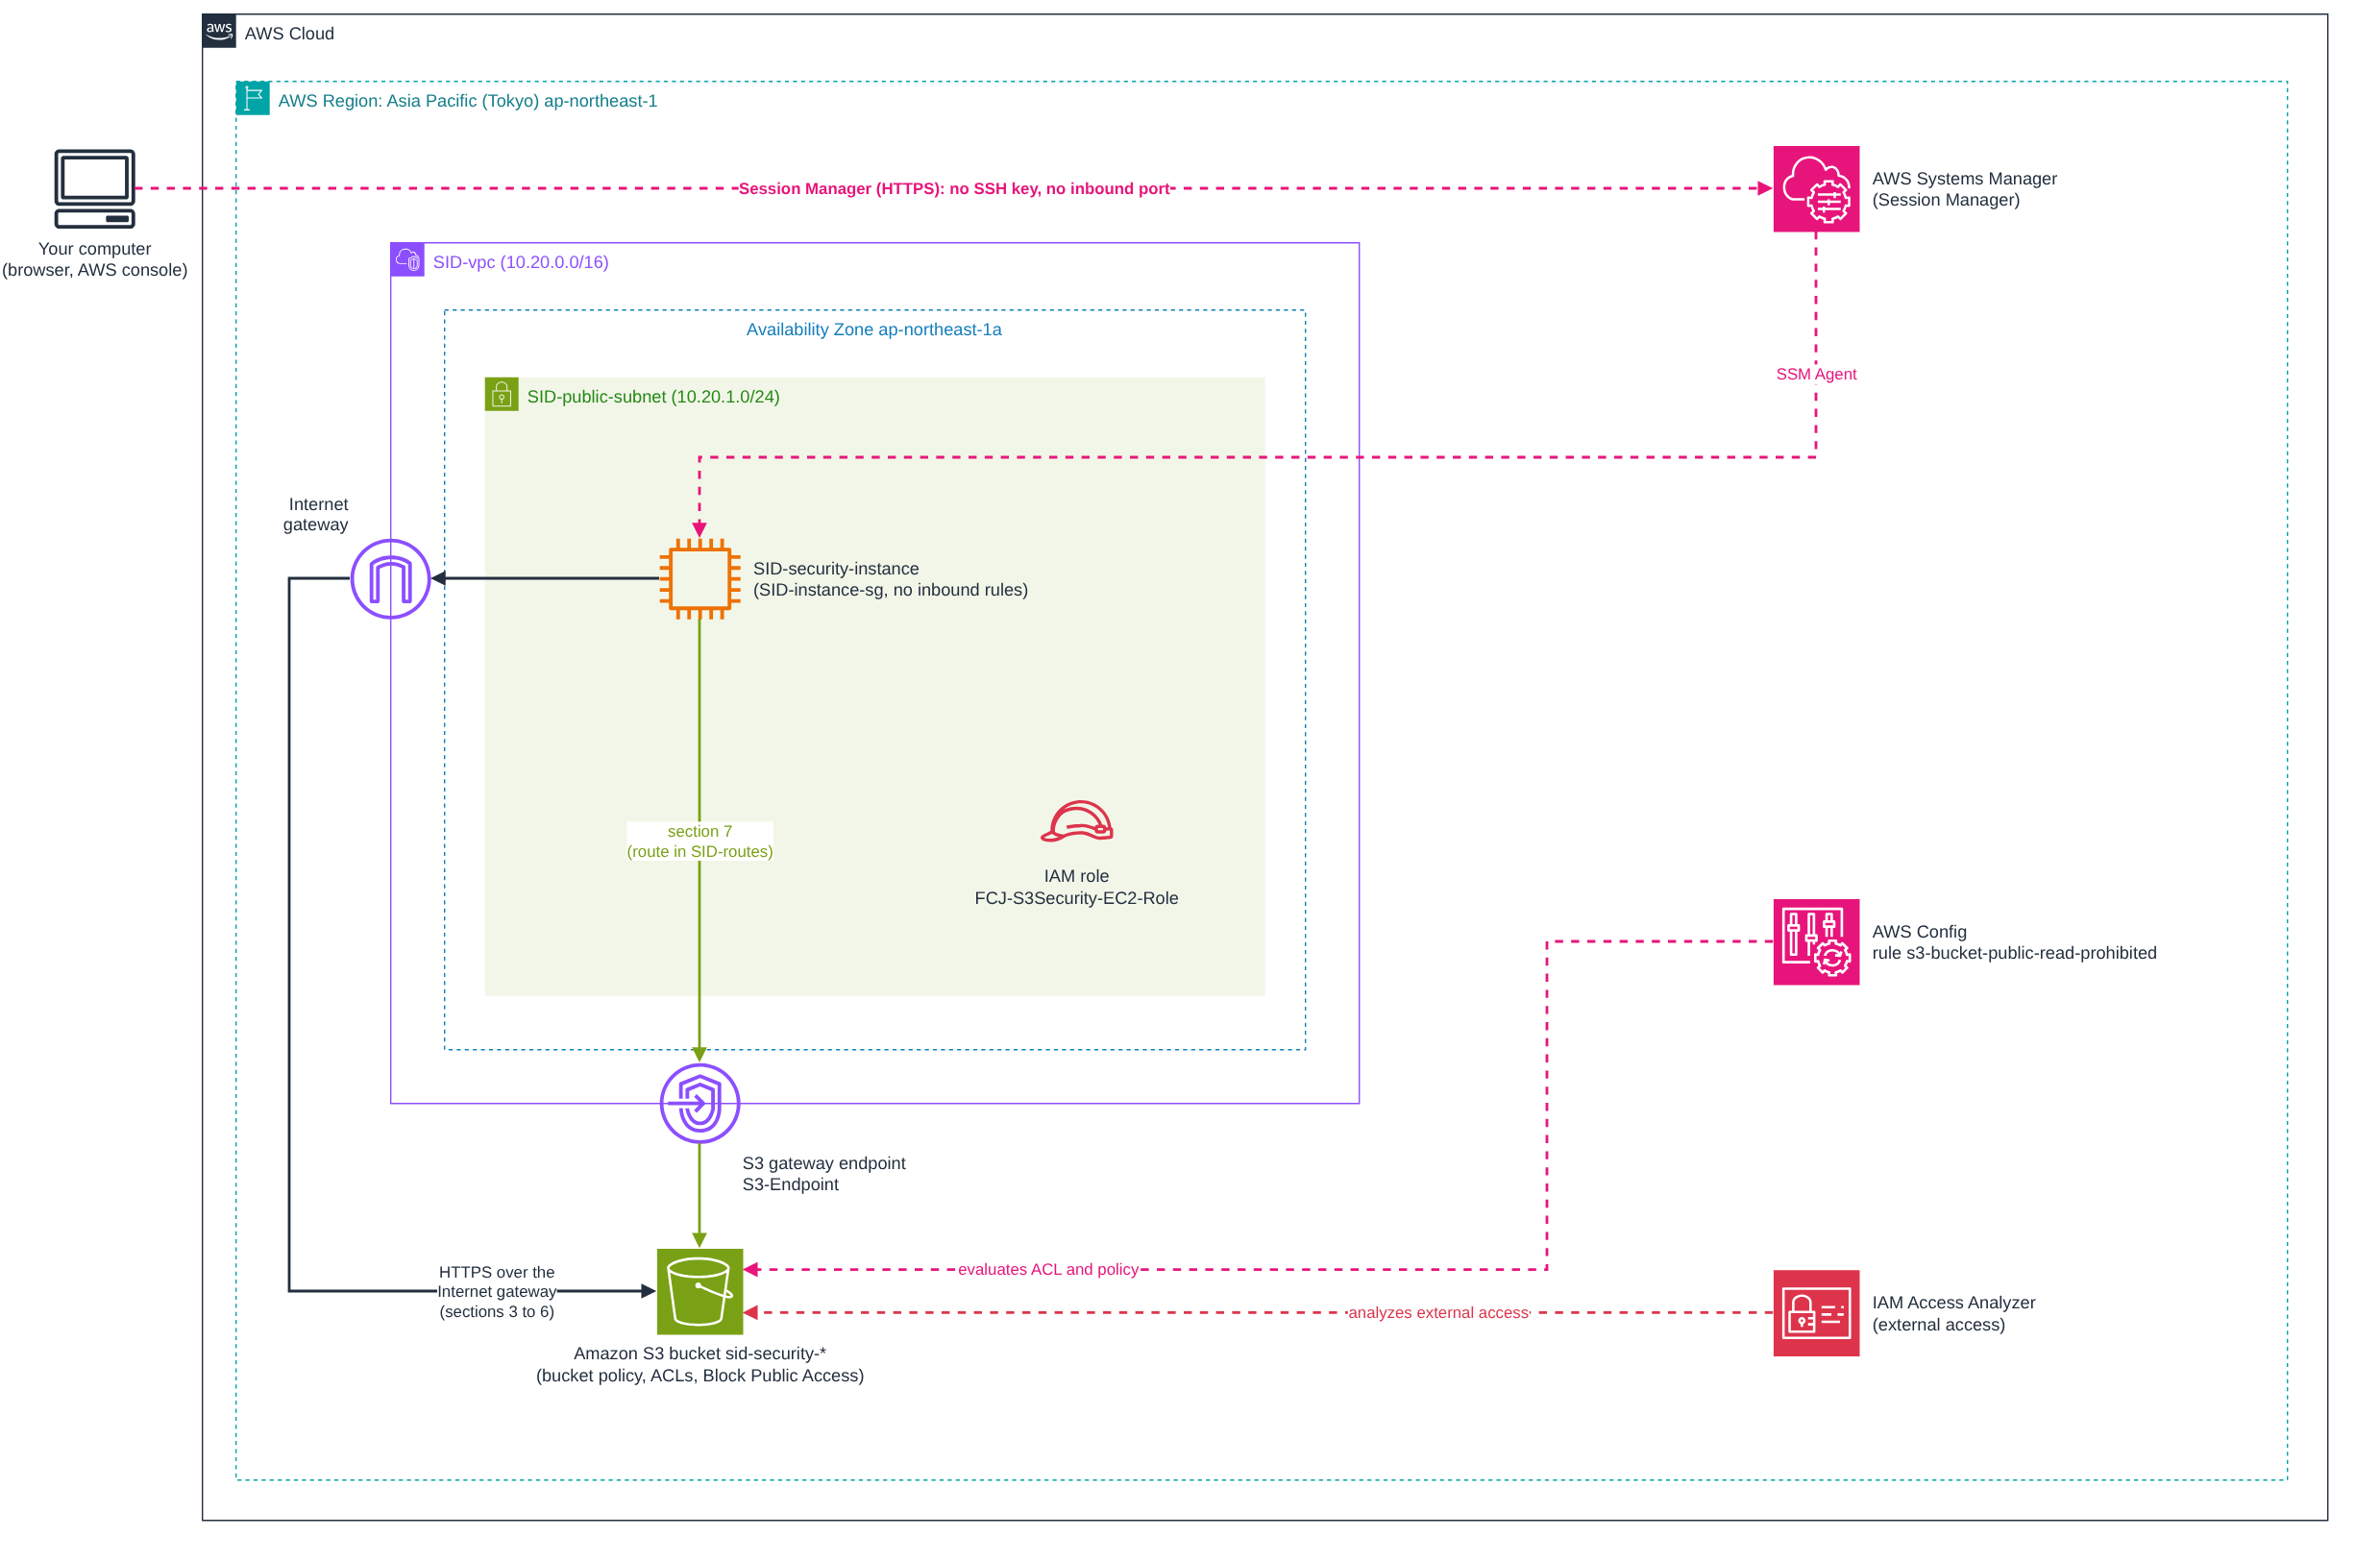 aws
AWS Cloud
AWS Region: Asia Pacific (Tokyo) ap-northeast-1
Your computer
(browser, AWS console)
Session Manager (HTTPS): no SSH key, no inbound port
AWS Systems Manager
(Session Manager)
SID-vpc (10.20.0.0/16)
Availability Zone ap-northeast-1a
SSM Agent
SID-public-subnet (10.20.1.0/24)
Internet
gateway
SID-security-instance
(SID-instance-sg, no inbound rules)
section 7
(route in SID-routes)
IAM role
FCJ-S3Security-EC2-Role
AWS Config
rule s3-bucket-public-read-prohibited
S3 gateway endpoint
S3-Endpoint
HTTPS over the
Internet gateway
(sections 3 to 6)
evaluates ACL and policy
analyzes external access
IAM Access Analyzer
(external access)
Amazon S3 bucket sid-security-*
(bucket policy, ACLs, Block Public Access)